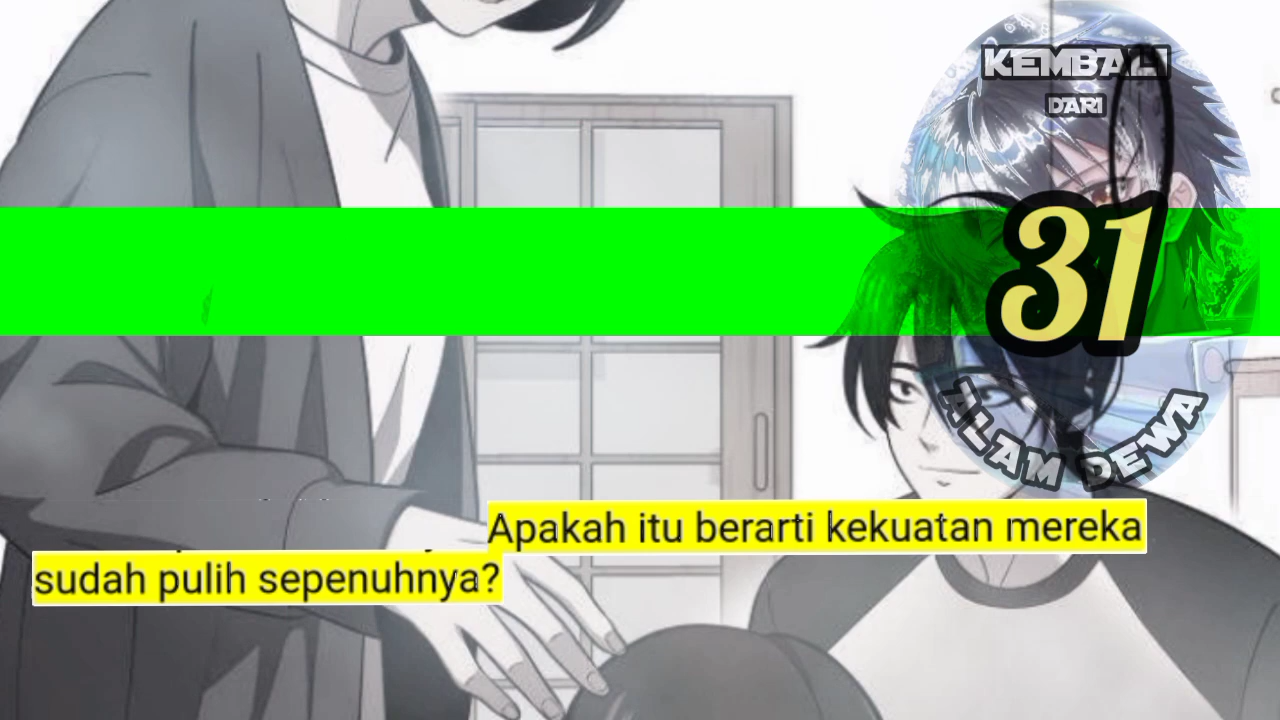 KEMBALI
DARI
31
ALAM DEWA
Apakah itu berarti kekuatan mereka
sudah pulih sepenuhnya?